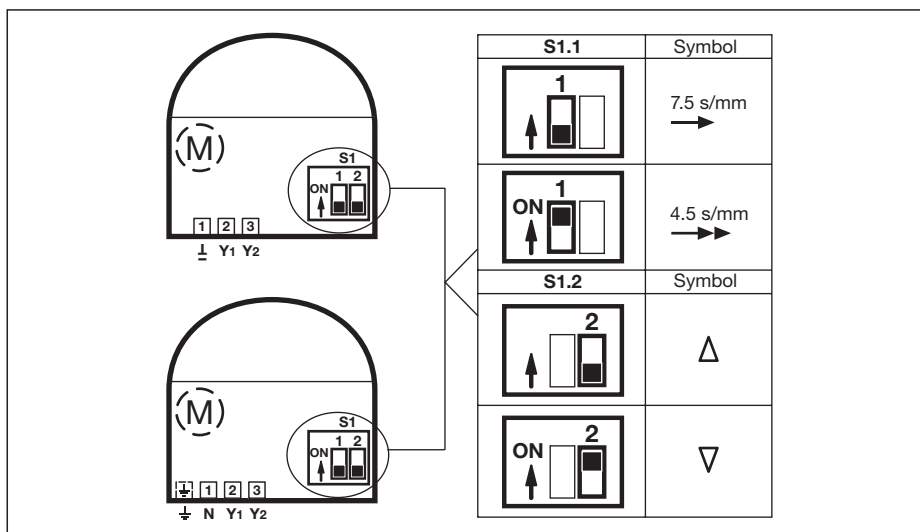 M
S1
1 2
ON
1 2 3
Y1 Y2
M
S1
1 2
ON
1 2 3
N Y1 Y2
S1.1 Symbol
1
7.5 s/mm
1
ON
4.5 s/mm
S1.2 Symbol
2
2
ON